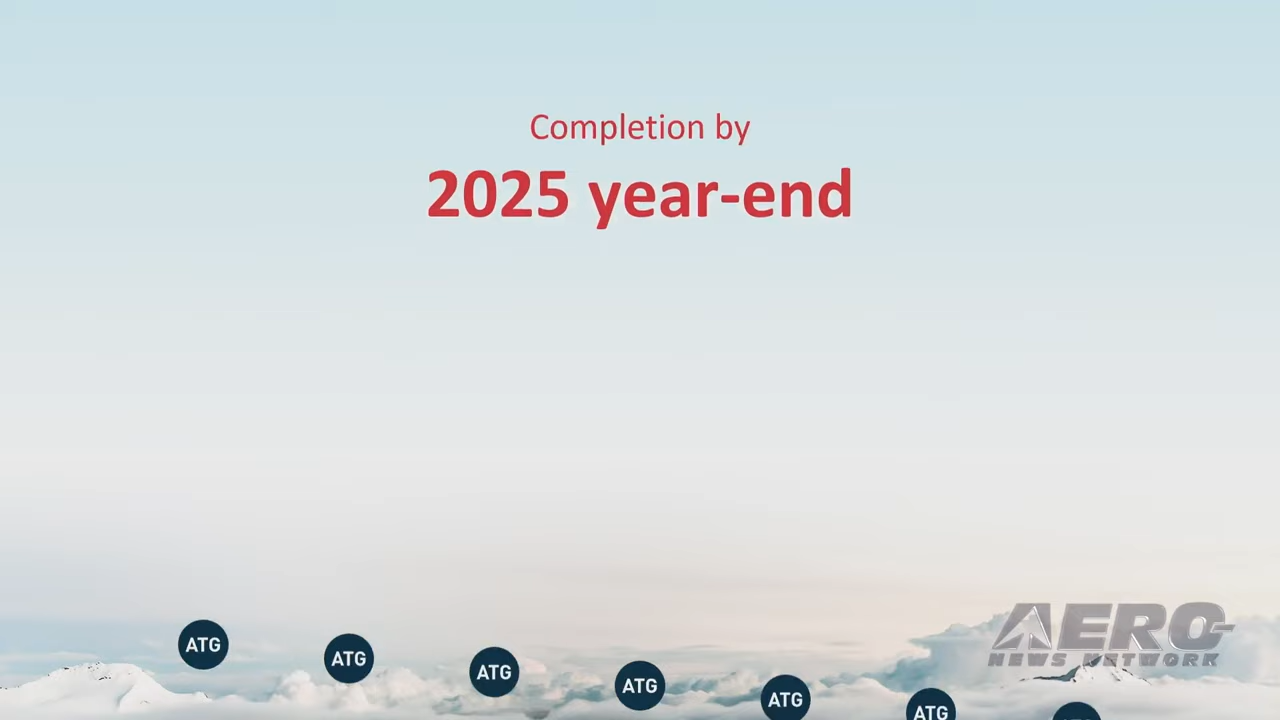 Completion by
2025 year-end
ATG
ATG
ATG
ATG
ATG
ATG
AERO
NEWS NETWORK